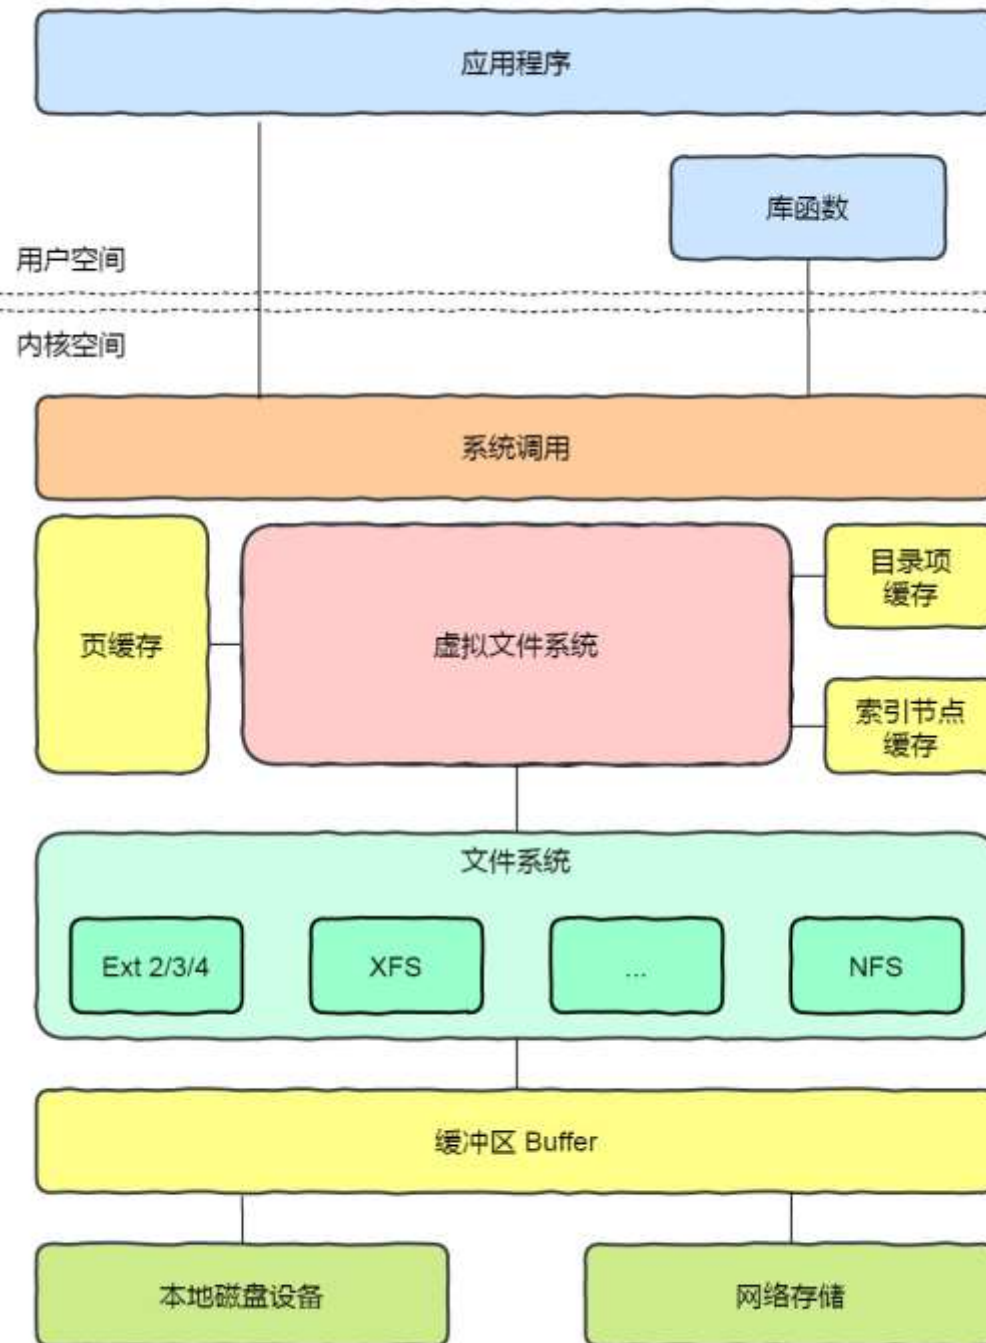 应用程序
库函数
用户空间
内核空间
系统调用
页缓存
虚拟文件系统
目录项
缓存
索引节点
缓存
文件系统
Ext 2/3/4
XFS
...
NFS
缓冲区 Buffer
本地磁盘设备
网络存储